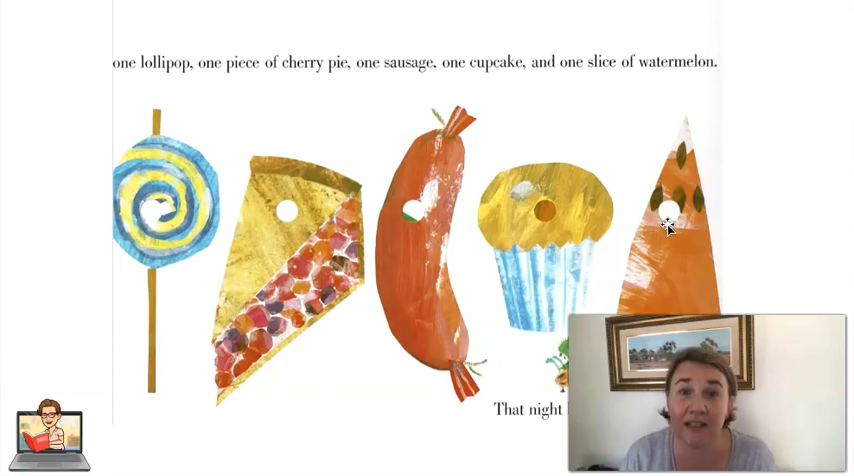 one lollipop, one piece of cherry pie, one sausage, one cupcake, and one slice of watermelon.
That night